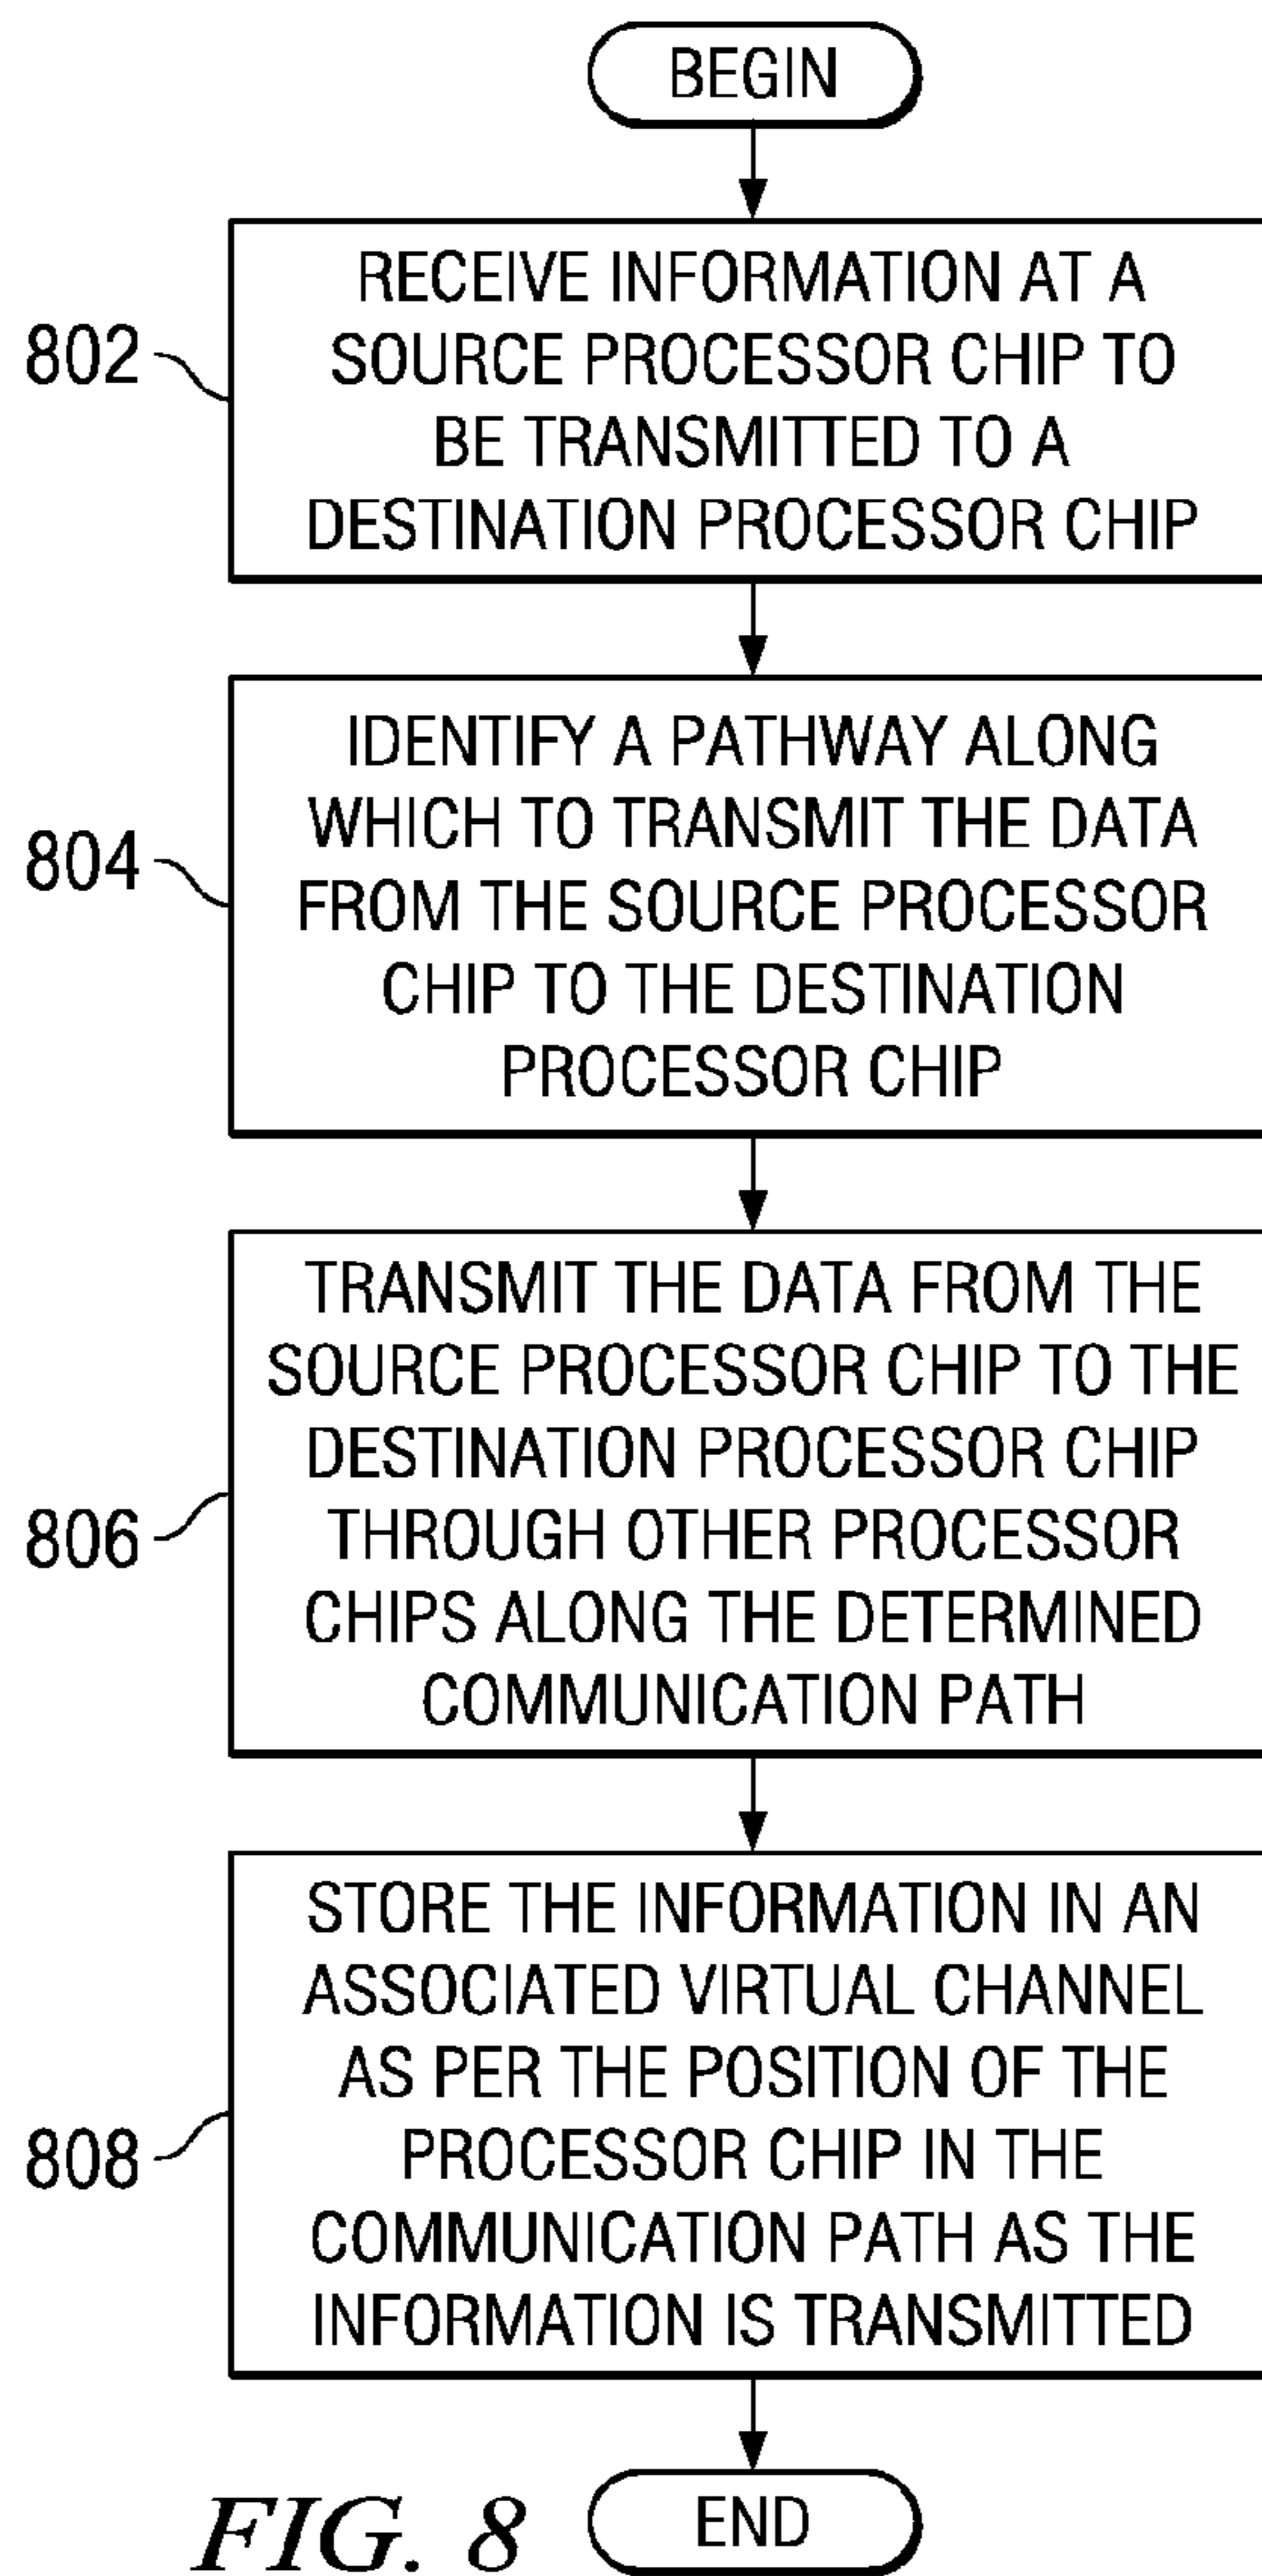 BEGIN
802
RECEIVE INFORMATION AT A
SOURCE PROCESSOR CHIP TO
BE TRANSMITTED TO A
DESTINATION PROCESSOR CHIP
804
IDENTIFY A PATHWAY ALONG
WHICH TO TRANSMIT THE DATA
FROM THE SOURCE PROCESSOR
CHIP TO THE DESTINATION
PROCESSOR CHIP
806
TRANSMIT THE DATA FROM THE
SOURCE PROCESSOR CHIP TO THE
DESTINATION PROCESSOR CHIP
THROUGH OTHER PROCESSOR
CHIPS ALONG THE DETERMINED
COMMUNICATION PATH
808
STORE THE INFORMATION IN AN
ASSOCIATED VIRTUAL CHANNEL
AS PER THE POSITION OF THE
PROCESSOR CHIP IN THE
COMMUNICATION PATH AS THE
INFORMATION IS TRANSMITTED
END
FIG. 8